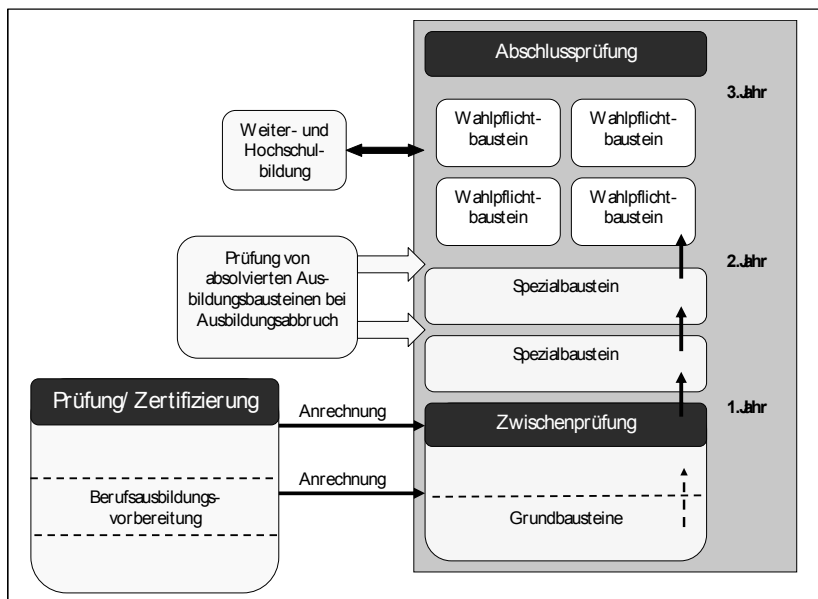 Abschlussprüfung
3.Jahr
Wahlpflicht-
baustein
Wahlpflicht-
baustein
Weiter- und
Hochschul-
bildung
Wahlpflicht-
baustein
Wahlpflicht-
baustein
2.Jahr
Prüfung von
absolvierten Aus-
bildungsbausteinen bei
Ausbildungsabbruch
Spezialbaustein
Spezialbaustein
1.Jahr
Prüfung/ Zertifizierung
Anrechnung
Zwischenprüfung
Anrechnung
Berufsausbildungs-
vorbereitung
Grundbausteine